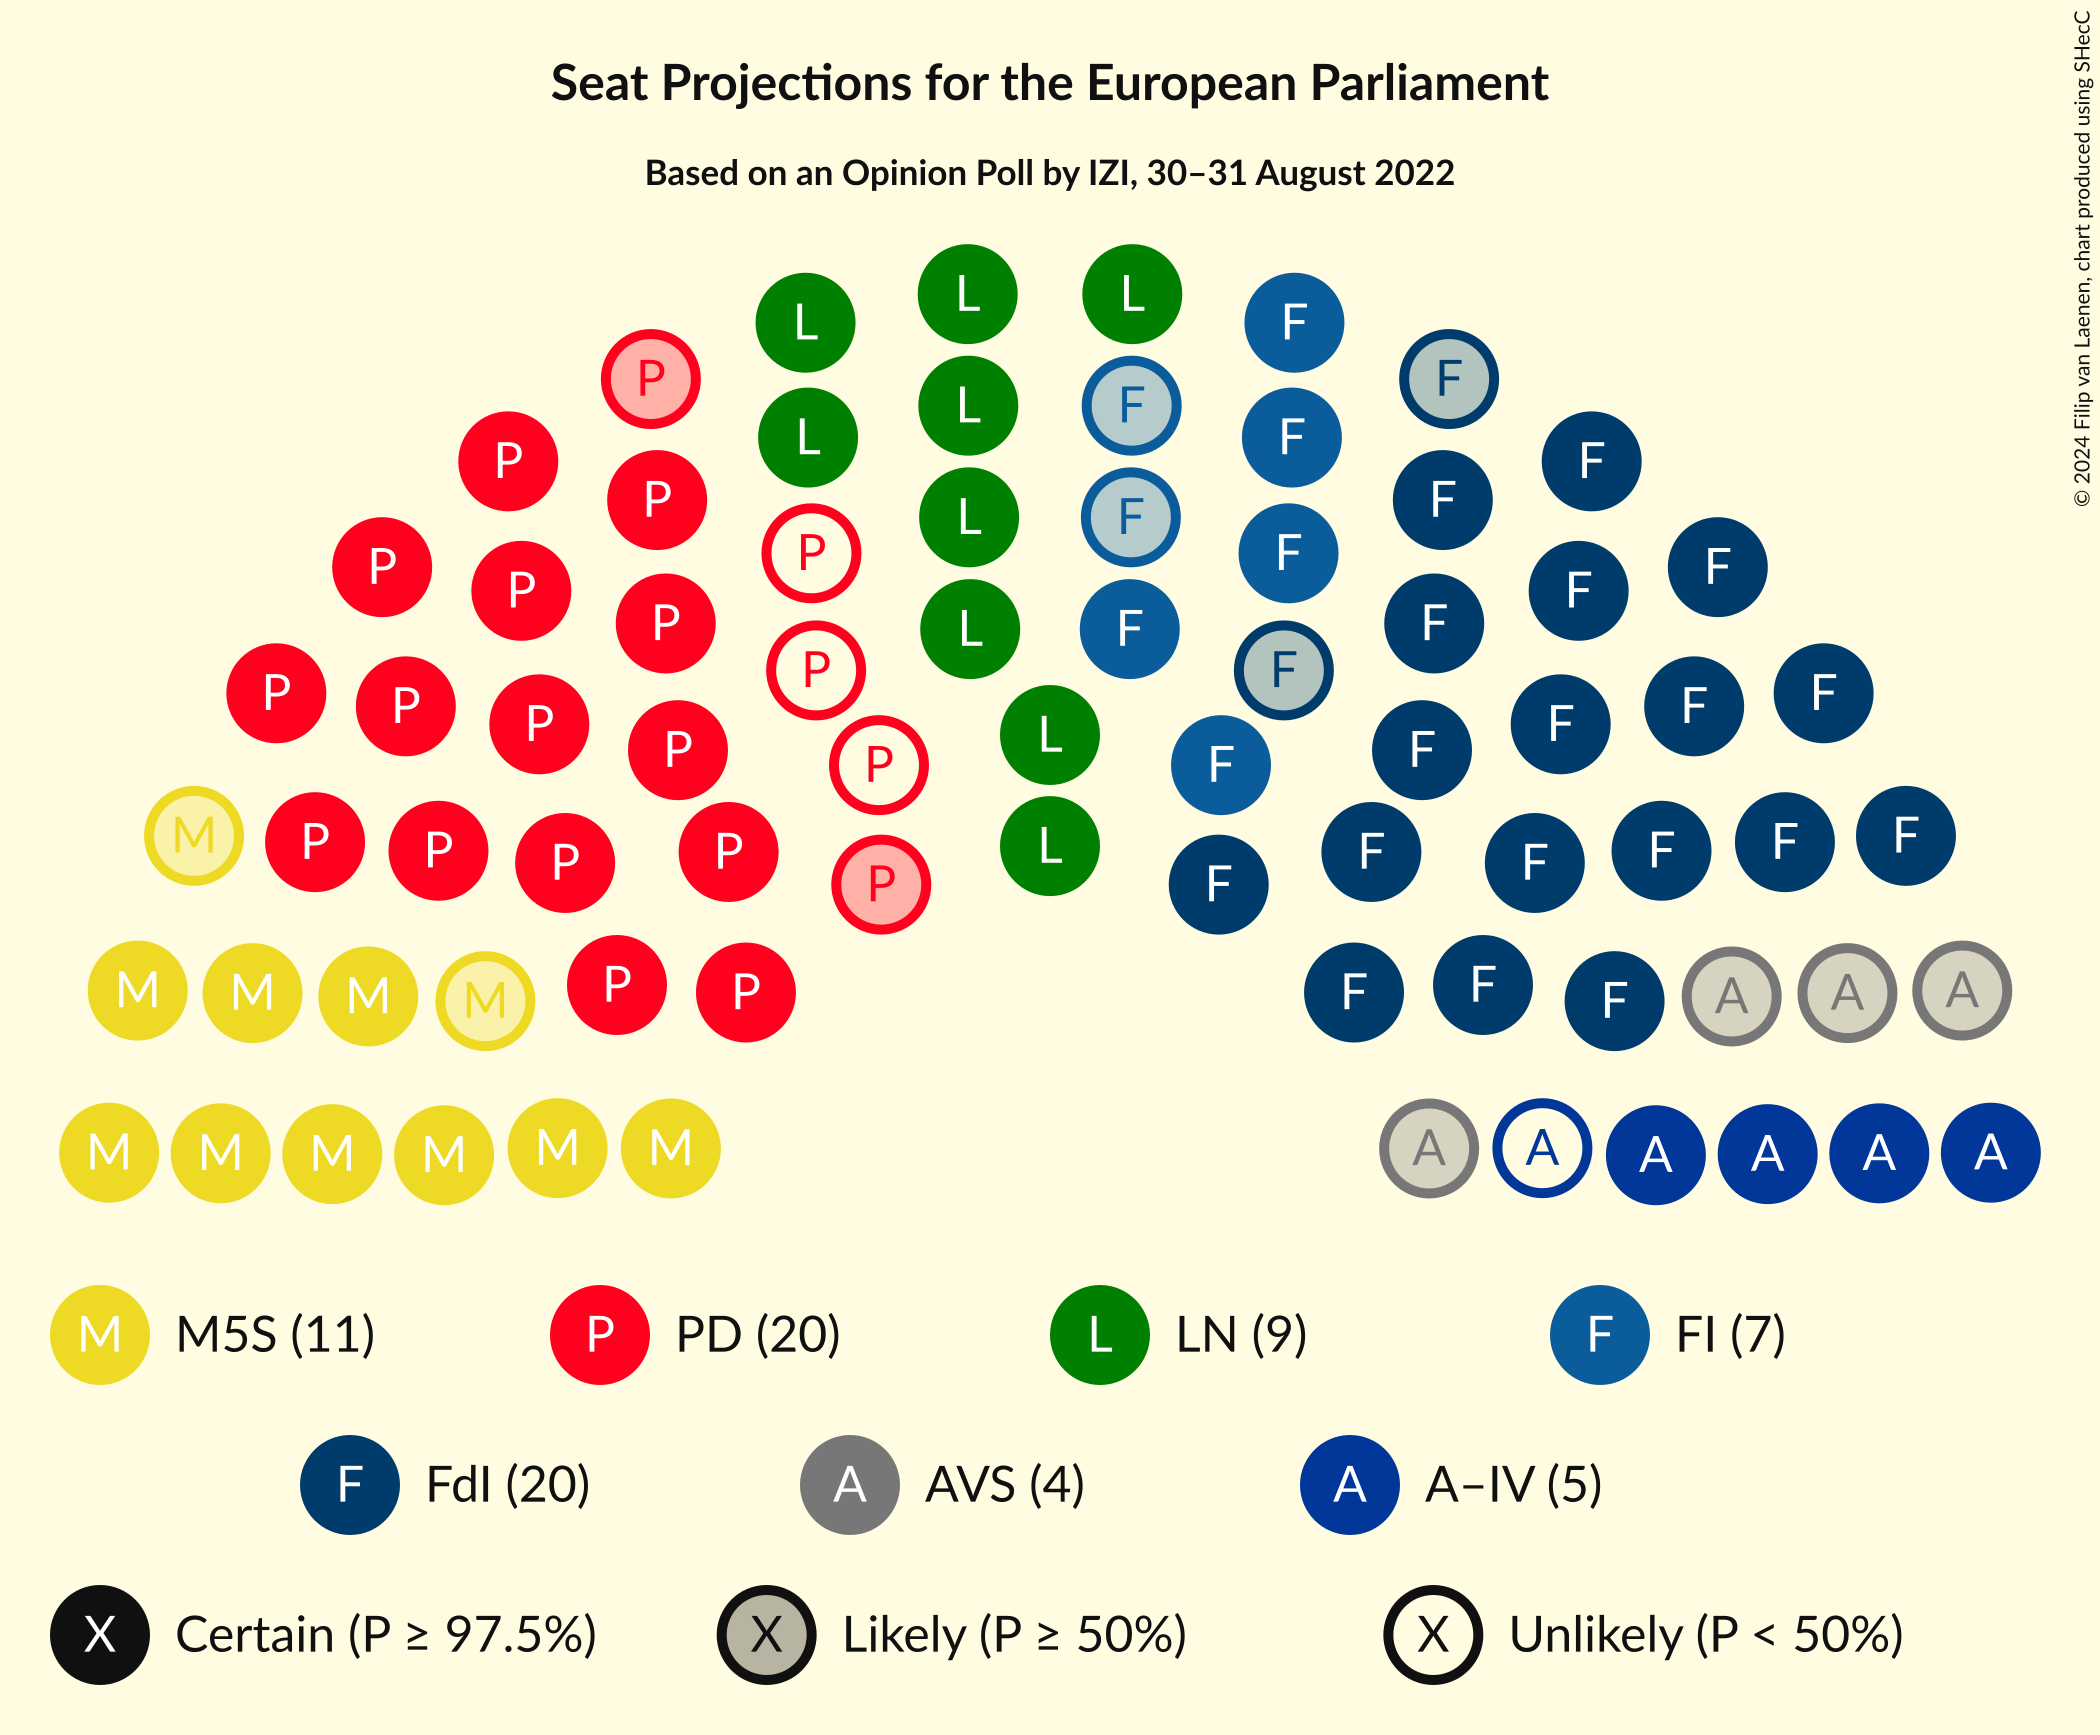 Seat Projections for the European Parliament
Based on an Opinion Poll by IZI, 30–31 August 2022
© 2024 Filip van Laenen, chart produced using SHecC
L L
L F
P F
L F L F
P F
P P L F F F
P P L F F F
P F
P P F F
P P P F F
P P P L F F F F
P L F
M P P P P P F F F F F F
M M M M P P F F F A A A
M M M M M M A A A A A A
M M5S (11) P PD (20) L LN (9) F FI (7)
F FdI (20) A AVS (4) A A–IV (5)
X Certain (P ≥ 97.5%) X Likely (P ≥ 50%) X Unlikely (P < 50%)